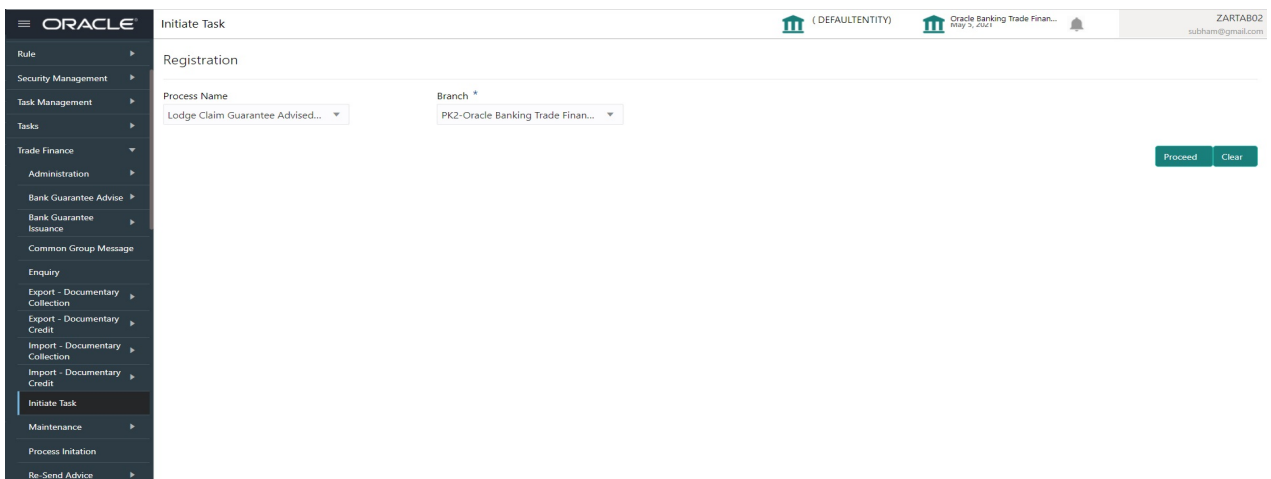 ORACLE
Initiate Task
( DEFAULTENTITY)
Oracle Banking Trade Finan...
May 5, 2021
ZARTAB02
subham@gmail.com
Rule
Security Management
Task Management
Tasks
Trade Finance
Administration
Bank Guarantee Advise
Bank Guarantee
Issuance
Common Group Message
Enquiry
Export - Documentary
Collection
Export - Documentary
Credit
Import - Documentary
Collection
Import - Documentary
Credit
Initiate Task
Maintenance
Process Initation
Re-Send Advice
Registration
Process Name
Branch *
Lodge Claim Guarantee Advised...
PK2-Oracle Banking Trade Finan...
Proceed
Clear